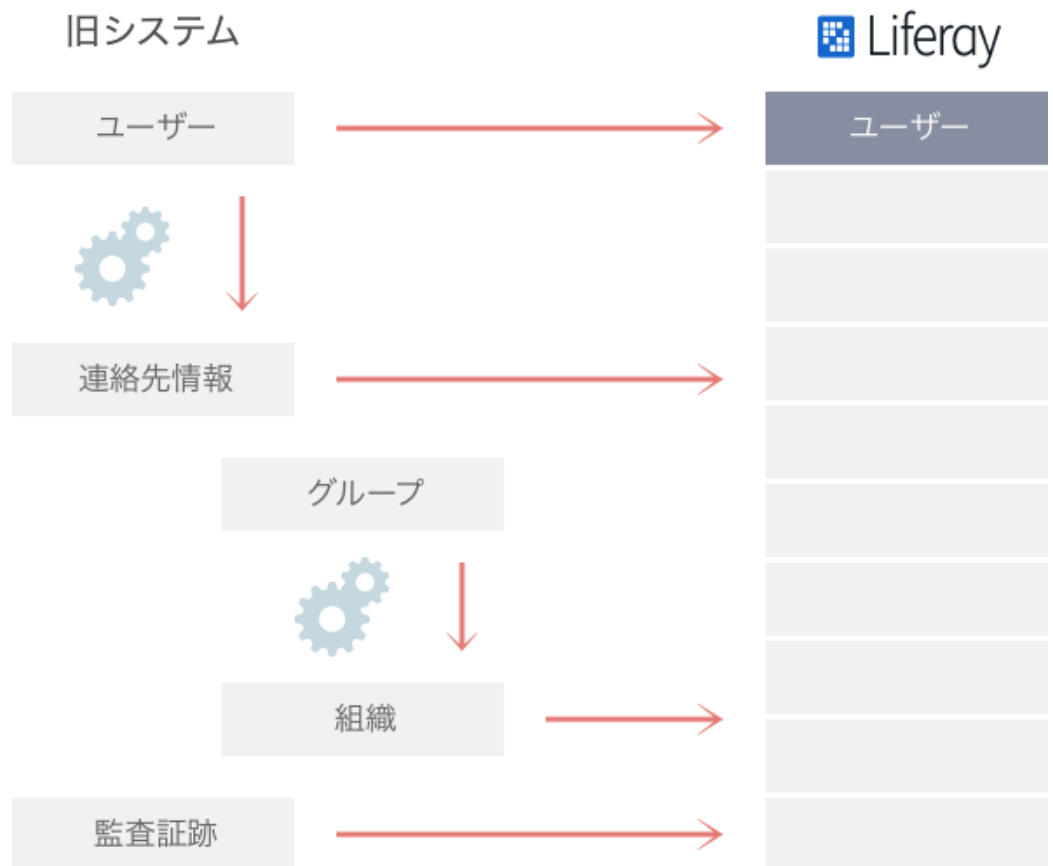 旧システム
Liferay
ユーザー
ユーザー
連絡先情報
グループ
組織
監査証跡